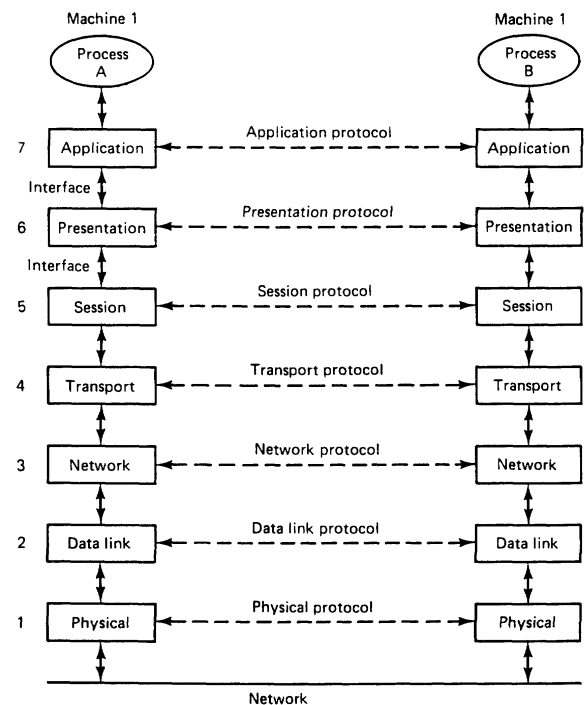 Machine 1 Machine 1
Process Process
A B
Application protocol
7 Application Application
Interface
Presentation protocol
6 Presentation Presentation
Interface
Session protocol
5 Session Session
Transport protocol
4 Transport Transport
Network protocol
3 Network Network
Data link protocol
2 Data link Data link
Physical protocol
1 Physical Physical
Network